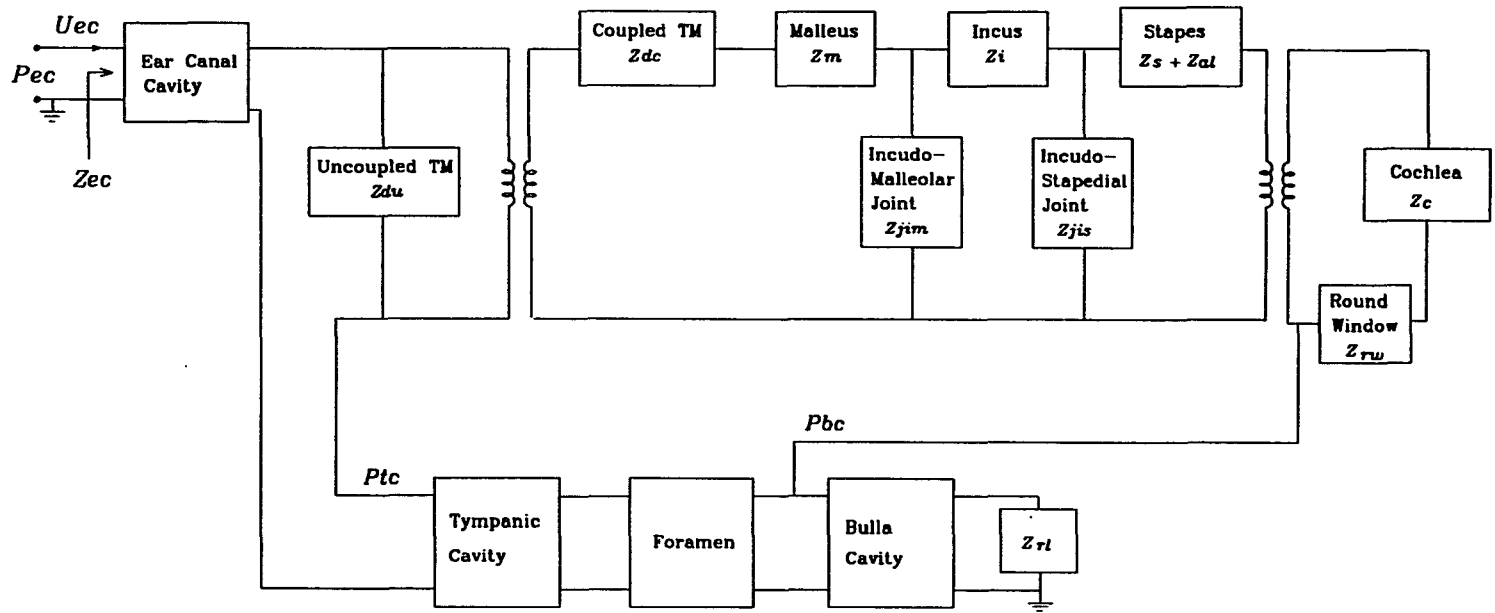 Uec
Pec
Zec
Ear Canal
Cavity
Uncoupled TM
Zdu
Coupled TM
Zdc
Malleus
Zm
Incus
Zi
Stapes
Zs + Zal
Incudo-
Malleolar
Joint
Zjim
Incudo-
Stapedial
Joint
Zjis
Cochlea
Zc
Round
Window
Zrw
Pbc
Ptc
Tympanic
Cavity
Foramen
Bulla
Cavity
Zrl